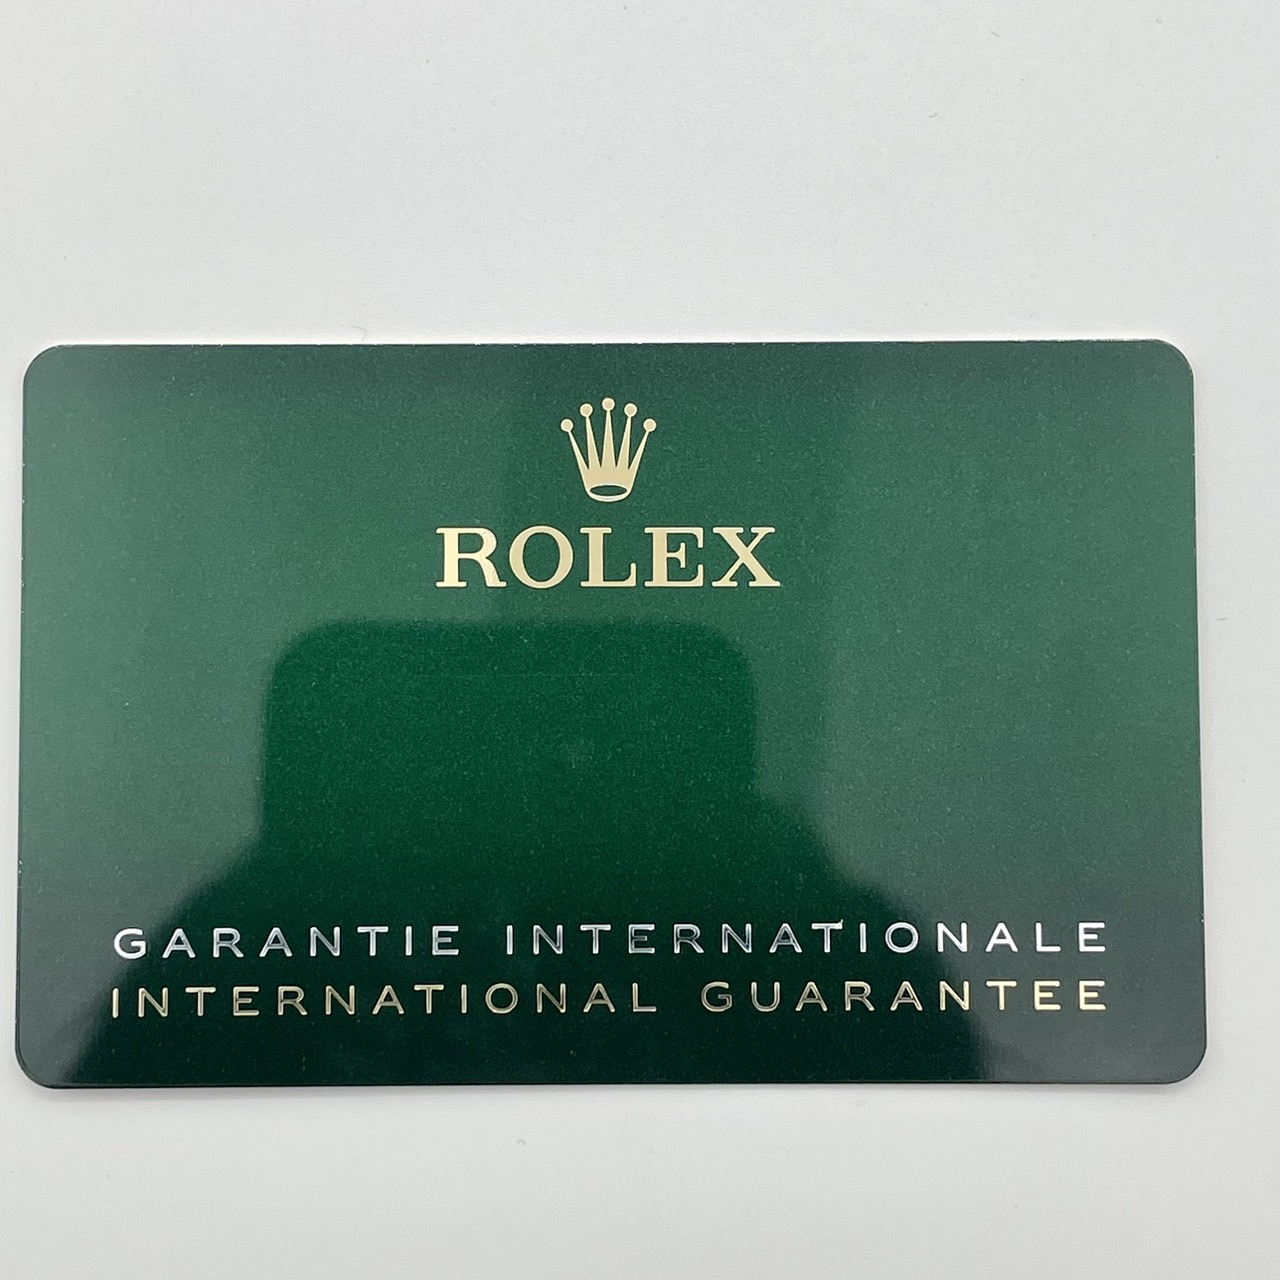 ROLEX
GARANTIE INTERNATIONALE
INTERNATIONAL GUARANTEE